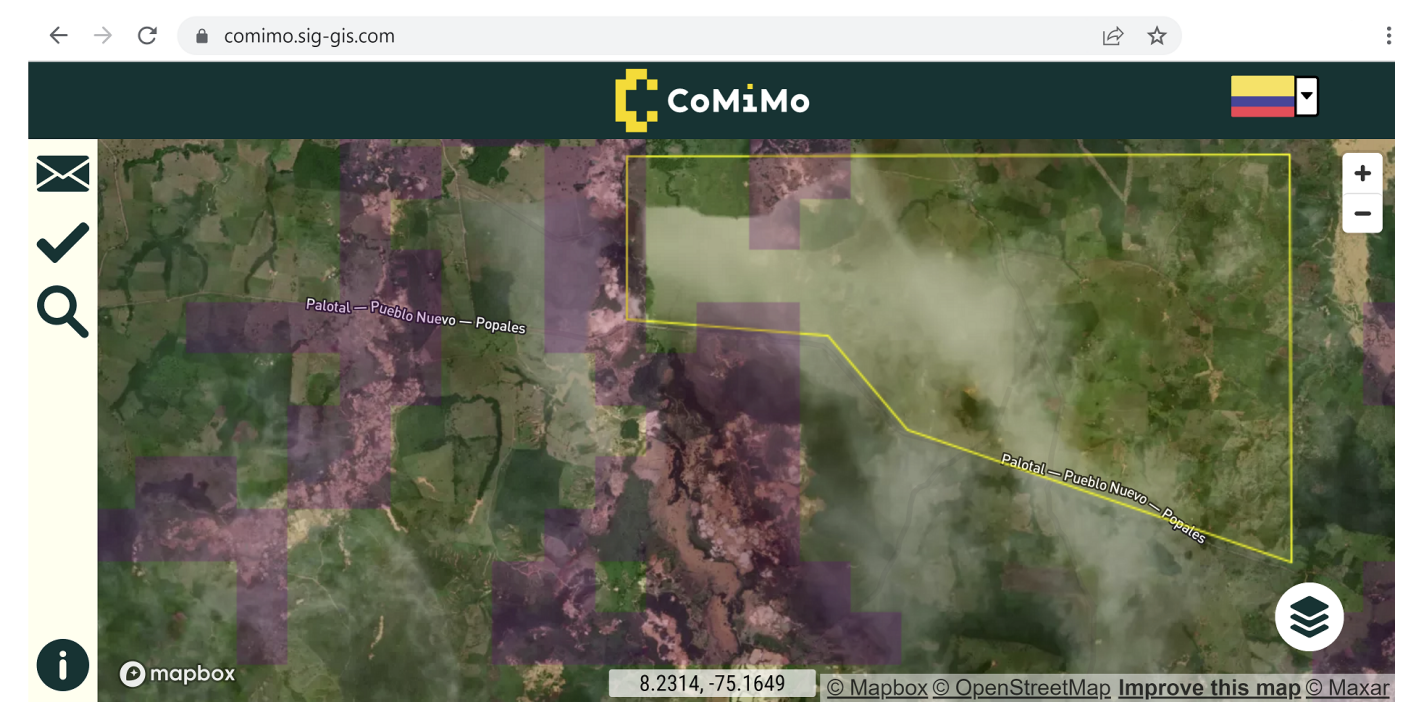 comimo.sig-gis.com
CoMiMo
Palotal — Pueblo Nuevo — Popales
Palotal — Pueblo Nuevo — Popales
mapbox
8.2314, -75.1649
© Mapbox © OpenStreetMap Improve this map © Maxar